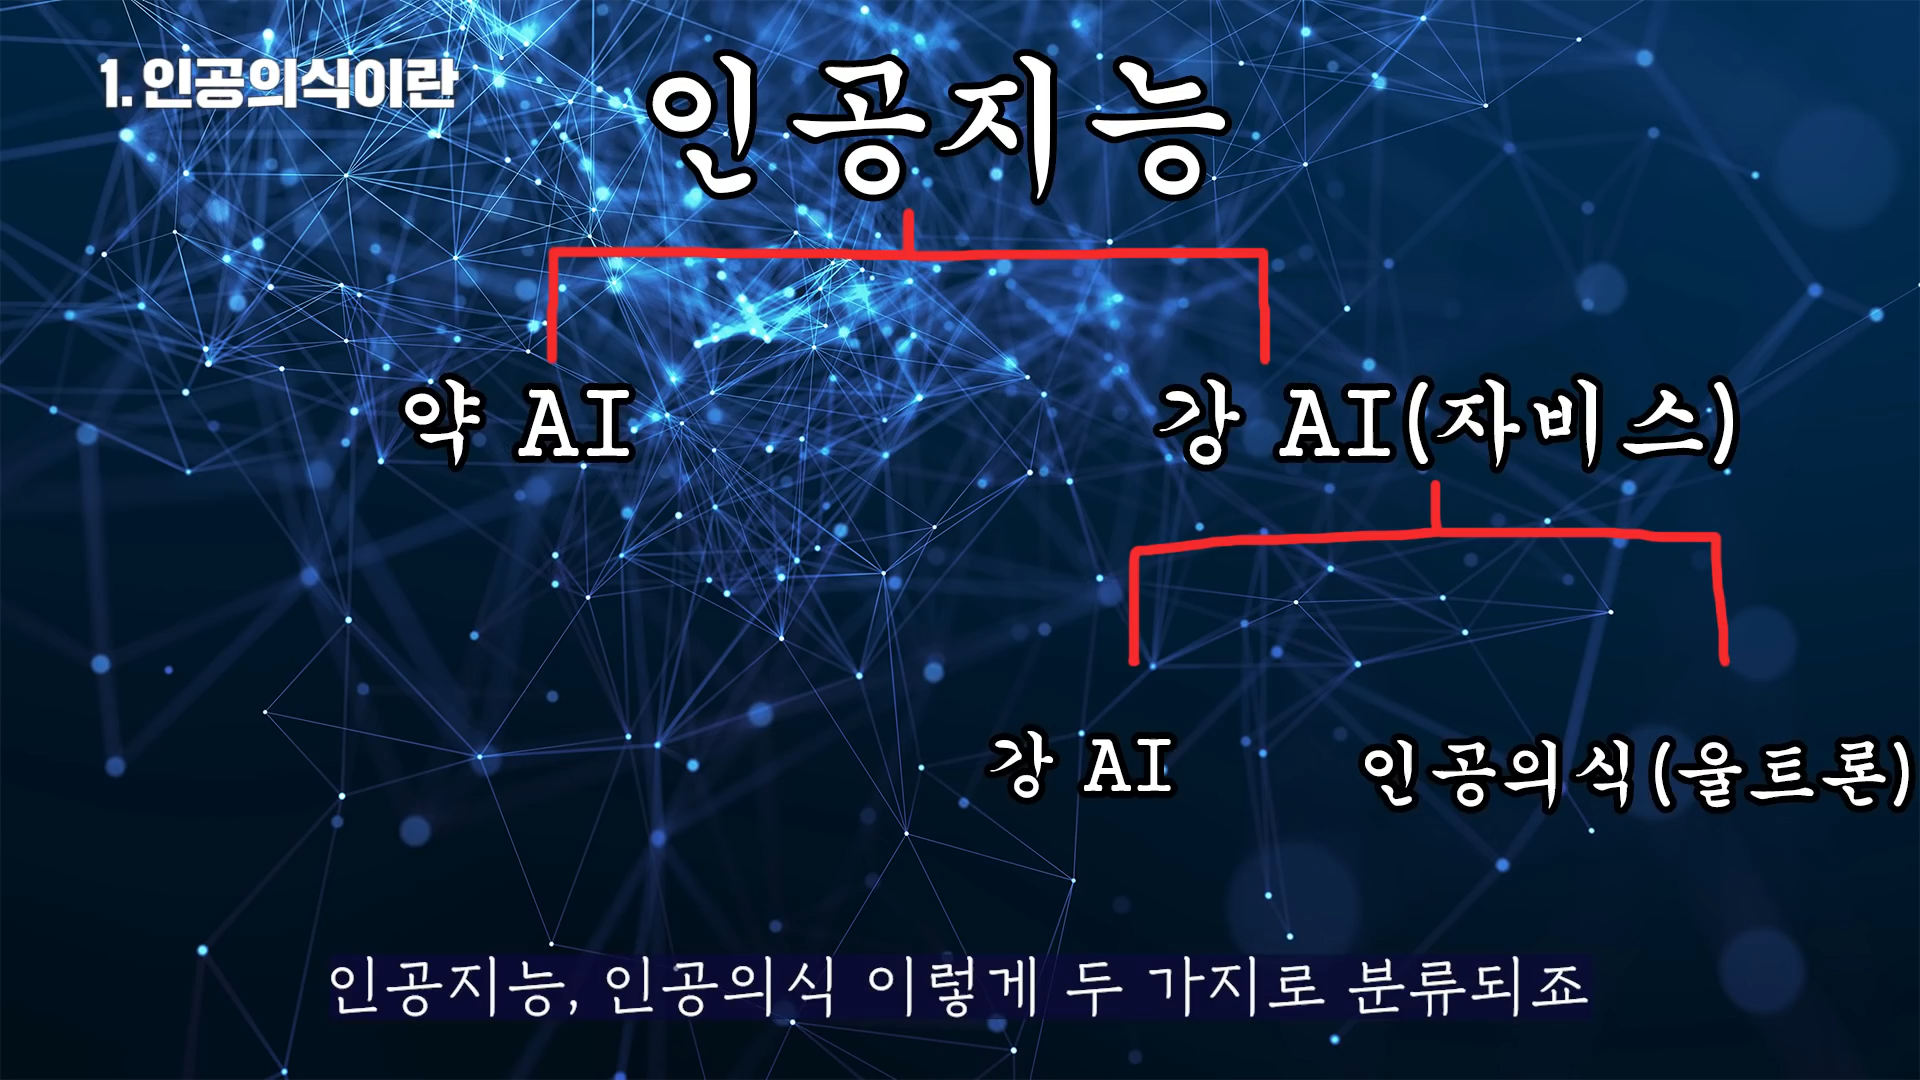 1. 인공의식이란
인공지능
약 AI
강 AI(자비스)
강 AI
인공의식(울트론)
인공지능, 인공의식 이렇게 두 가지로 분류되죠